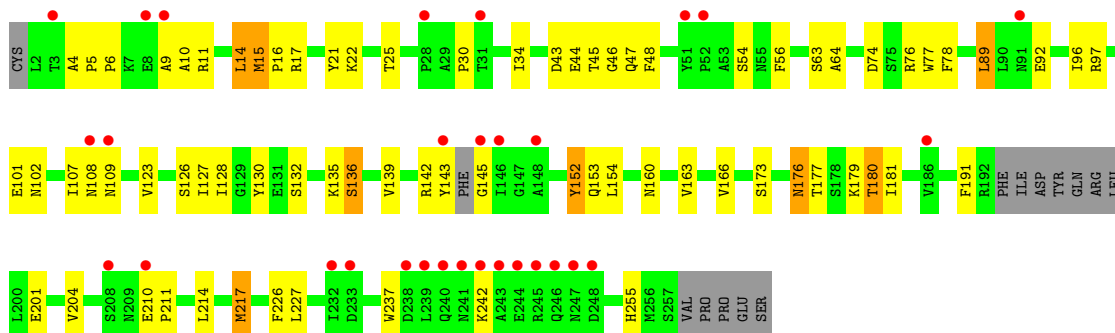 CYS L2 T3 A4 P5 P6 K7 E8 A9 A10 R11 L14 M15 P16 R17 Y21 K22 T25 P28 A29 P30 T31 I34 D43 E44 T45 G46 Q47 F48 Y51 P52 A53 S54 N55 F56 S63 A64 D74 S75 R76 W77 F78 L89 L90 N91 E92 I96 R97
E101 N102 I107 N108 N109 V123 S126 I127 I128 G129 Y130 E131 S132 K135 S136 V139 R142 Y143 PHE G145 I146 G147 A148 Y152 Q153 L154 N160 V163 V166 S173 N176 T177 S178 K179 T180 I181 V186 F191 R192 PHE ILE ASP TYR GLN ARG LEU
L200 E201 V204 S208 N209 E210 P211 L214 M217 F226 L227 I232 D233 W237 D238 L239 Q240 N241 K242 A243 E244 R245 Q246 N247 D248 H255 M256 S257 VAL PRO PRO GLU SER